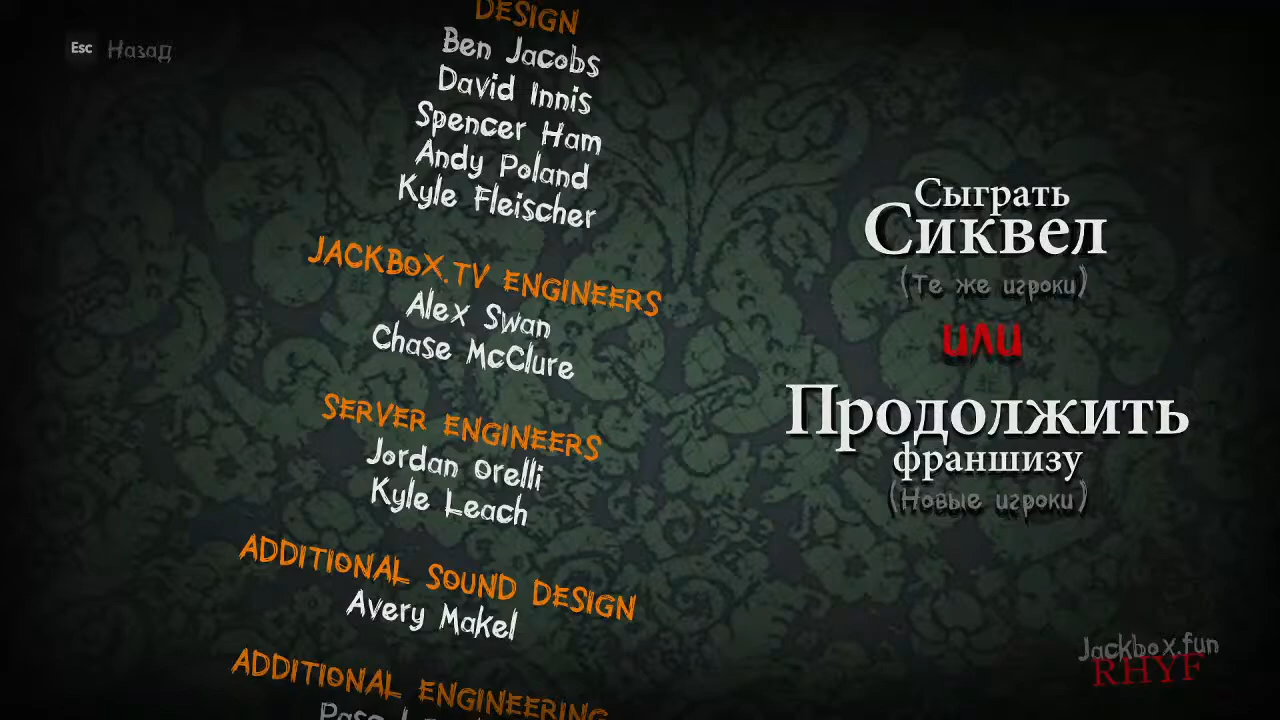 Esc Назад
DESIGN
Ben Jacobs
David Innis
Spencer Ham
Andy Poland
Kyle Fleischer
JACKBOX.TV ENGINEERS
Alex Swan
Chase McClure
SERVER ENGINEERS
Jordan Orelli
Kyle Leach
ADDITIONAL SOUND DESIGN
Avery Makel
ADDITIONAL ENGINEERING
Сыграть
Сиквел
(Те же игроки)
или
Продолжить
франшизу
(Новые игроки)
Jackbox.fun
RHYF